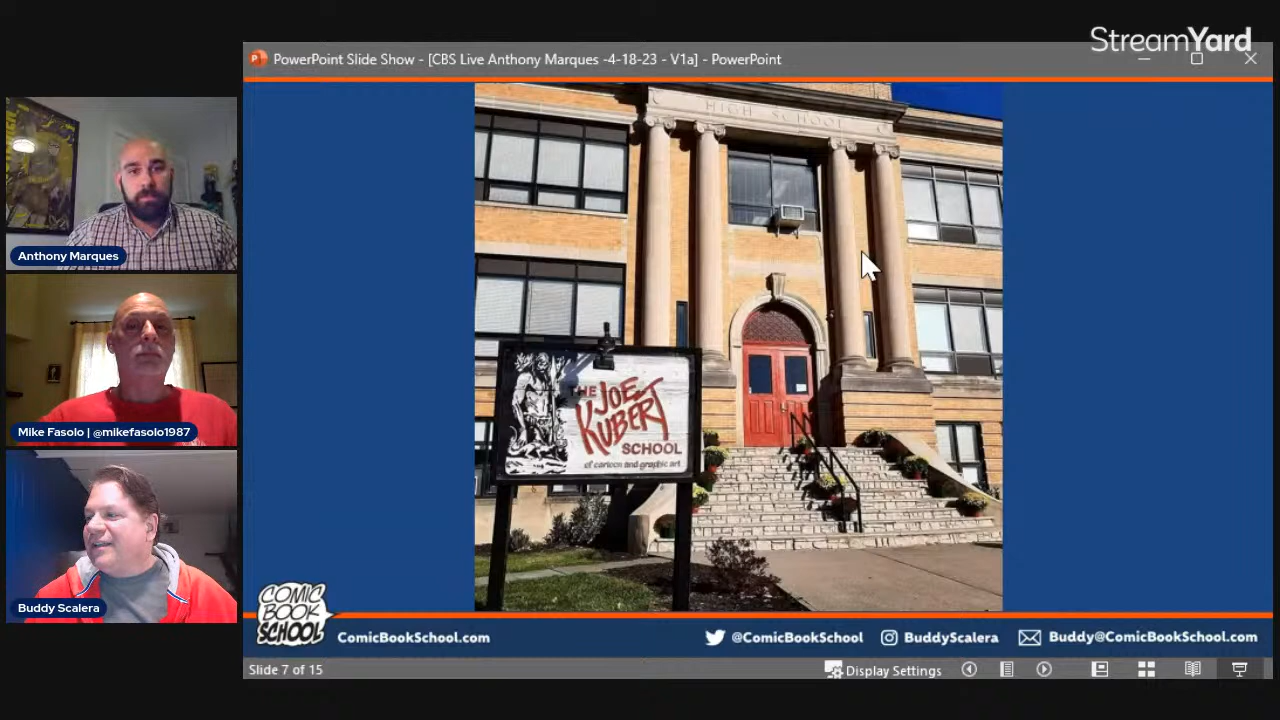 StreamYard
PowerPoint Slide Show - [CBS Live Anthony Marques -4-18-23 - V1a] - PowerPoint
Anthony Marques
Mike Fasolo | @mikefasolo1987
Buddy Scalera
HIGH SCHOOL
THE JOE
KUBERT
SCHOOL
of cartoon and graphic art
COMIC
BOOK
SCHOOL
ComicBookSchool.com
@ComicBookSchool
BuddyScalera
Buddy@ComicBookSchool.com
Slide 7 of 15
Display Settings